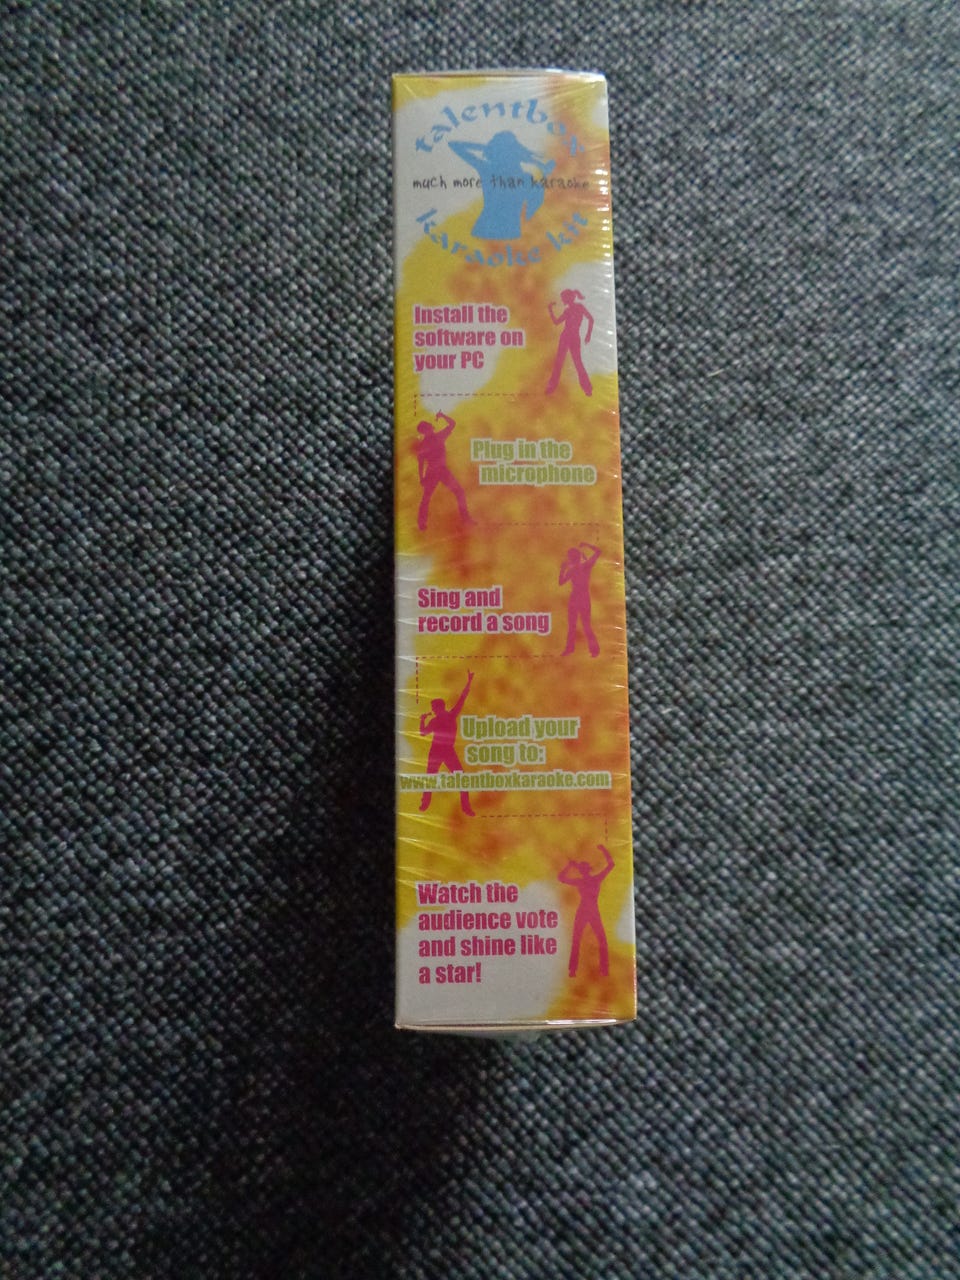 talentbox
much more than karaoke
karaoke kit
Install the
software on
your PC
Plug in the
microphone
Sing and
record a song
Upload your
song to:
www.talentboxkaraoke.com
Watch the
audience vote
and shine like
a star!